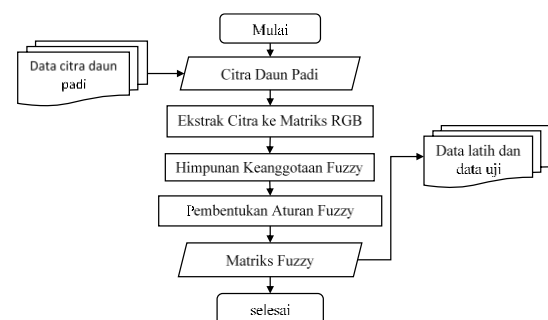 Mulai
Data citra daun
padi
Citra Daun Padi
Ekstrak Citra ke Matriks RGB
Himpunan Keanggotaan Fuzzy
Data latih dan
data uji
Pembentukan Aturan Fuzzy
Matriks Fuzzy
selesai